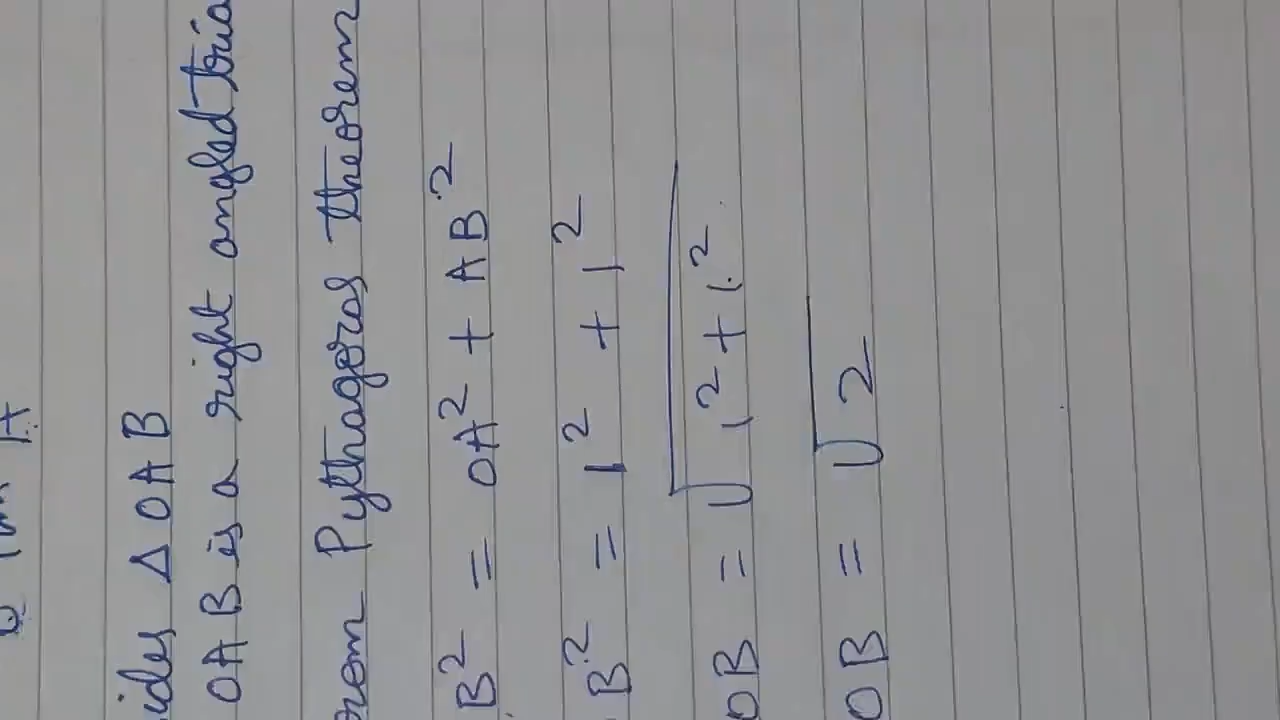 ides Δ OAB
OAB is a right angled tria
rom Pythagoras theorem
B² = OA² + AB²
B² = 1² + 1²
OB = √1² + 1²
OB = √2